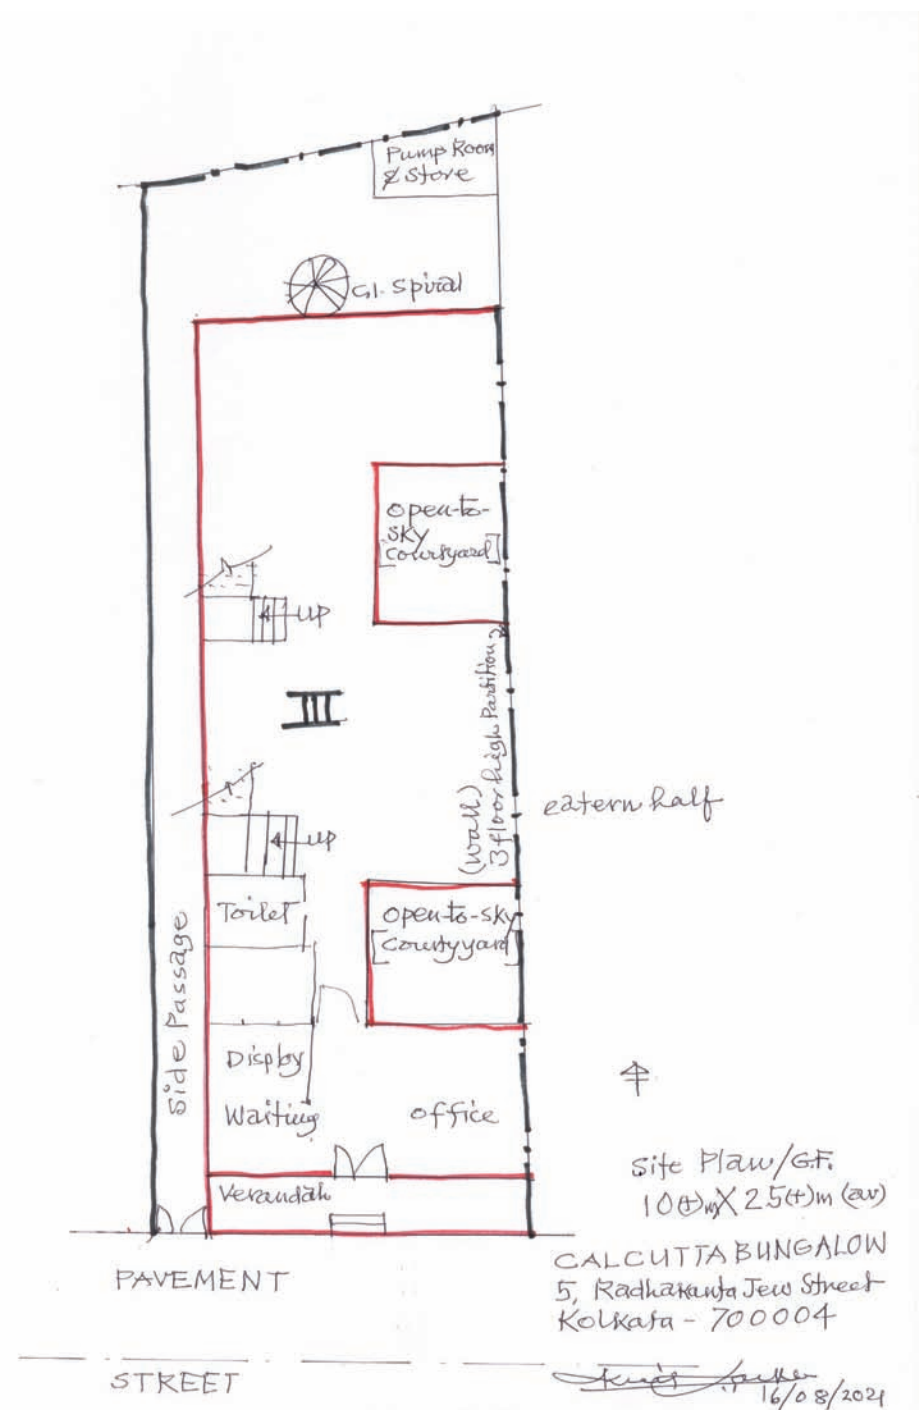 Pump Room
& Store
G.I. Spiral
open-to-
sky
[courtyard]
UP
III
(Wall)
3 floor high Partition
eatern half
UP
Toilet
open-to-sky
[courtyyard]
Side Passage
Display
Waiting
office
Verandah
Site Plan/G.F.
10(±)m X 25(±)m (av)
PAVEMENT
CALCUTTA BUNGALOW
5, Radhakanta Jew Street
Kolkata - 700004
STREET
16/08/2021